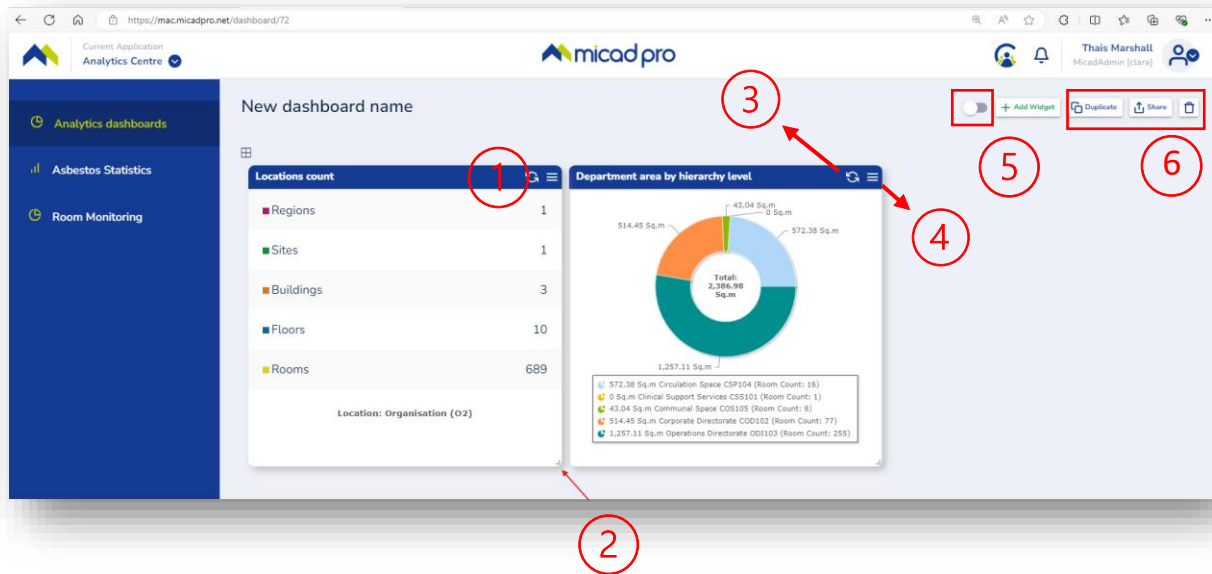 https://mac.micadpro.net/dashboard/72
Current Application
Analytics Centre
micad pro
Thais Marshall
MicadAdmin [clara]
Analytics dashboards
Asbestos Statistics
Room Monitoring
New dashboard name
3
+ Add Widget
Duplicate
Share
5
6
Locations count
1
Regions 1
Sites 1
Buildings 3
Floors 10
Rooms 689
Location: Organisation (O2)
2
Department area by hierarchy level
4
43.04 Sq.m
0 Sq.m
514.45 Sq.m
572.38 Sq.m
Total:
2,386.98
Sq.m
1,257.11 Sq.m
572.38 Sq.m Circulation Space CSP104 (Room Count: 16)
0 Sq.m Clinical Support Services CSS101 (Room Count: 1)
43.04 Sq.m Communal Space COS105 (Room Count: 8)
514.45 Sq.m Corporate Directorate COD102 (Room Count: 77)
1,257.11 Sq.m Operations Directorate ODI103 (Room Count: 255)